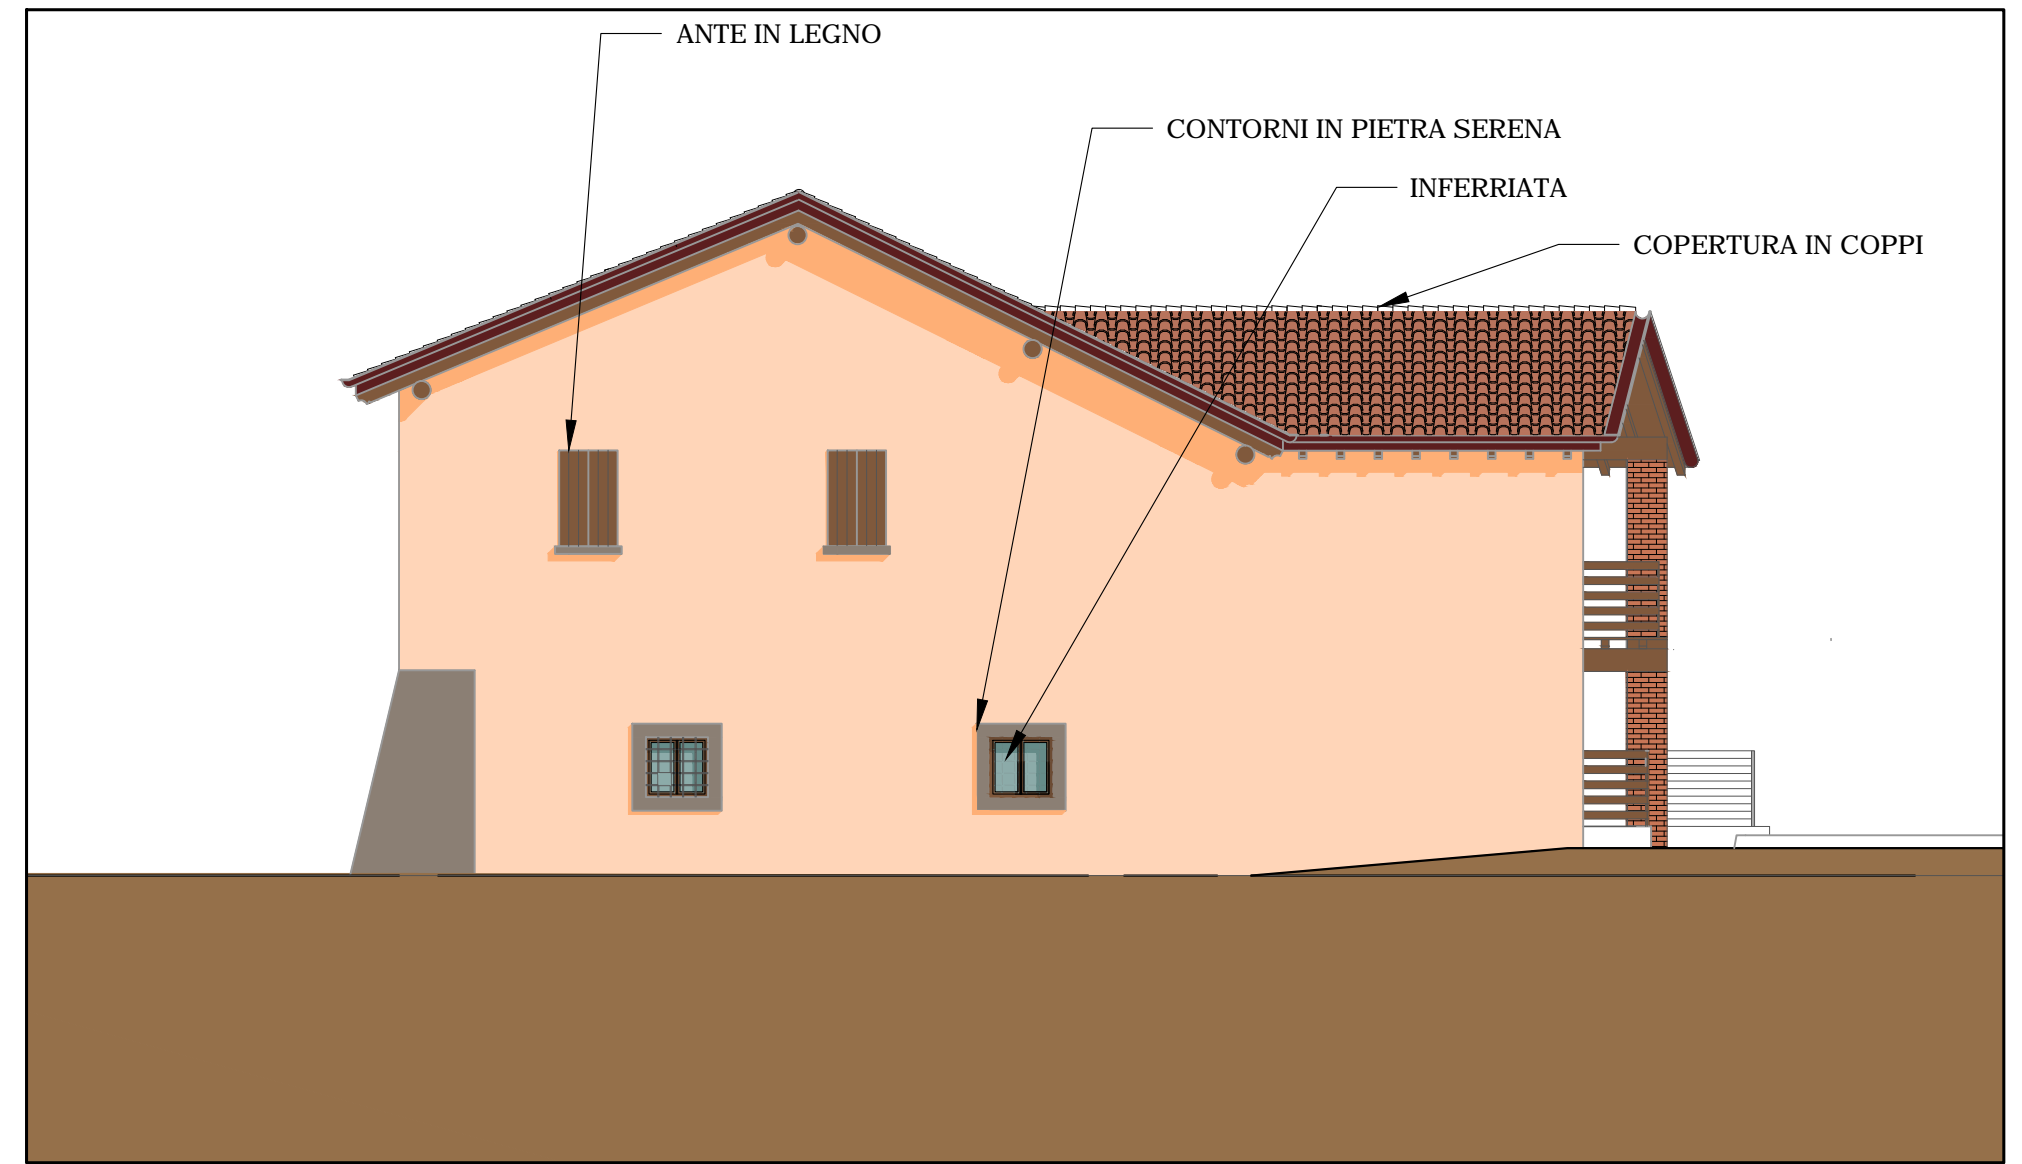 ANTE IN LEGNO
CONTORNI IN PIETRA SERENA
INFERRIATA
COPERTURA IN COPPI